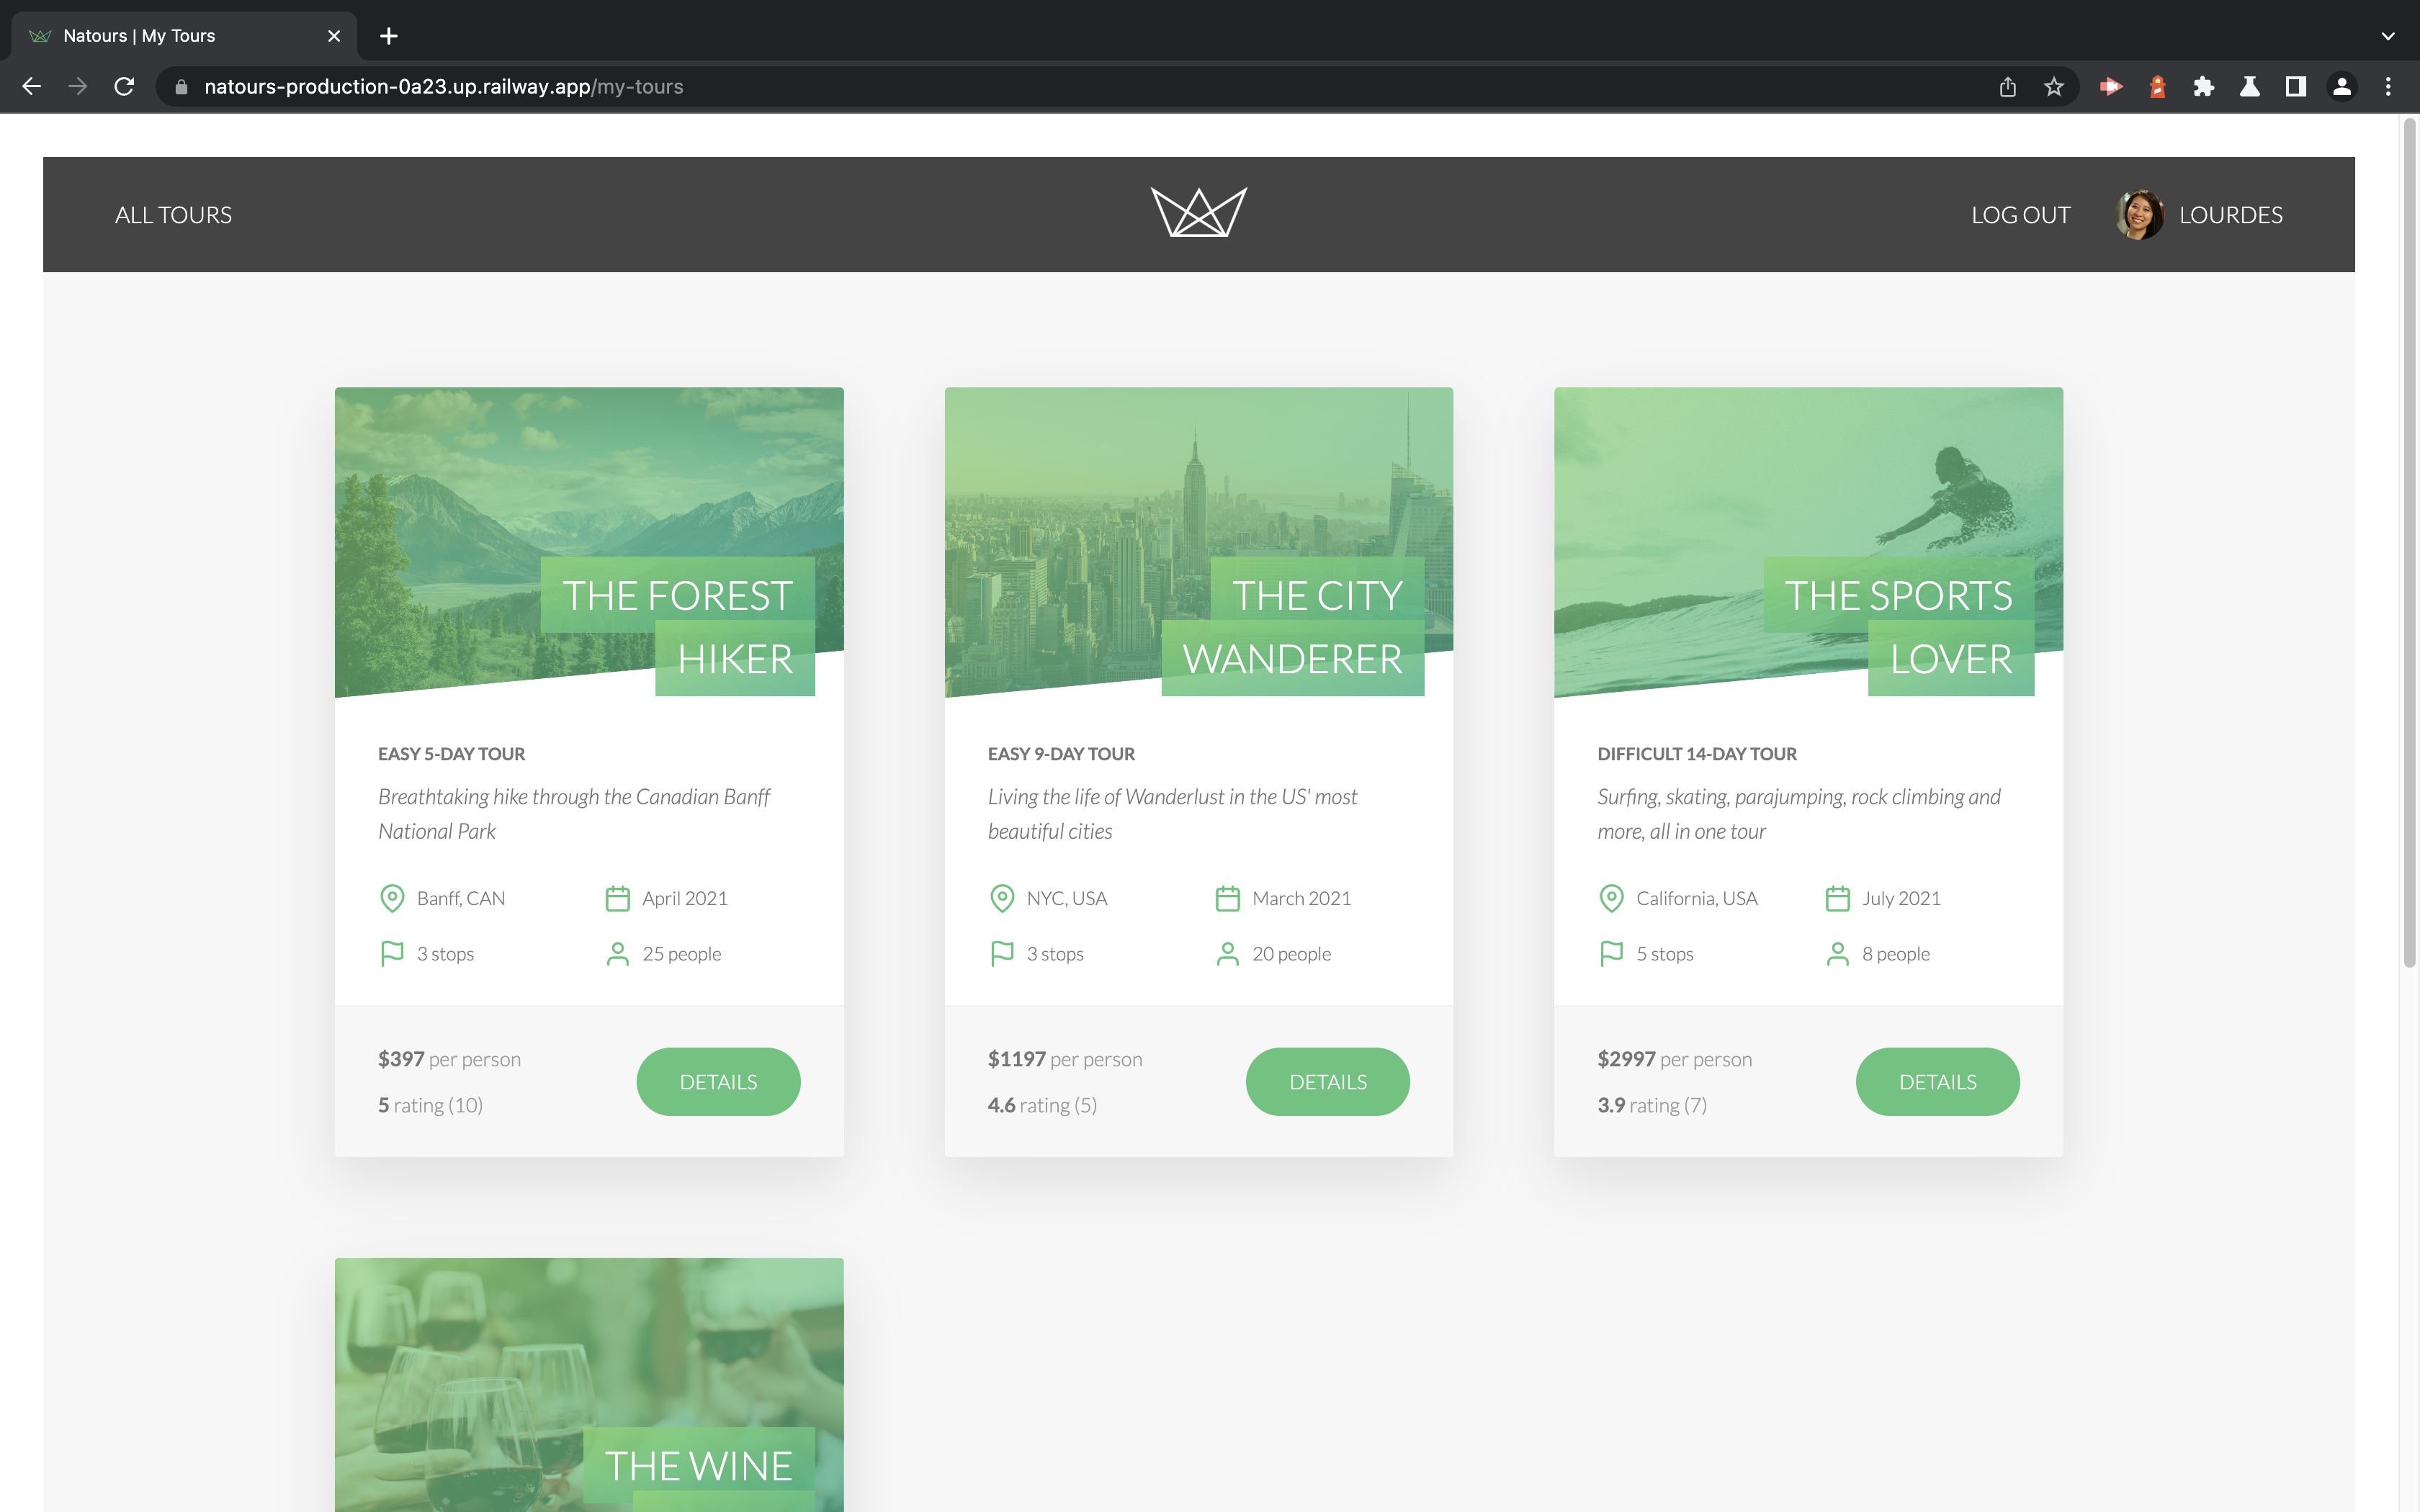 Natours | My Tours
natours-production-0a23.up.railway.app/my-tours
ALL TOURS
LOG OUT
LOURDES
THE FOREST
HIKER
EASY 5-DAY TOUR
Breathtaking hike through the Canadian Banff
National Park
Banff, CAN
April 2021
3 stops
25 people
$397 per person
5 rating (10)
DETAILS
THE CITY
WANDERER
EASY 9-DAY TOUR
Living the life of Wanderlust in the US' most
beautiful cities
NYC, USA
March 2021
3 stops
20 people
$1197 per person
4.6 rating (5)
DETAILS
THE SPORTS
LOVER
DIFFICULT 14-DAY TOUR
Surfing, skating, parajumping, rock climbing and
more, all in one tour
California, USA
July 2021
5 stops
8 people
$2997 per person
3.9 rating (7)
DETAILS
THE WINE